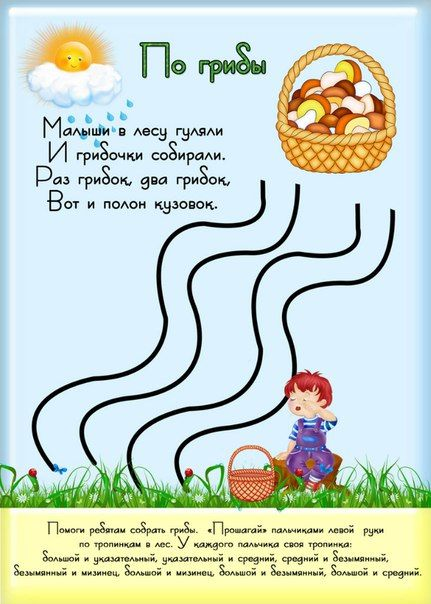 По грибы
Малыши в лесу гуляли
И грибочки собирали.
Раз грибок, два грибок,
Вот и полон кузовок.
Помоги ребятам собрать грибы. «Прошагай» пальчиками левой руки
по тропинкам в лес. У каждого пальчика своя тропинка:
большой и указательный, указательный и средний, средний и безымянный,
безымянный и мизинец, большой и мизинец, большой и безымянный, большой и средний.